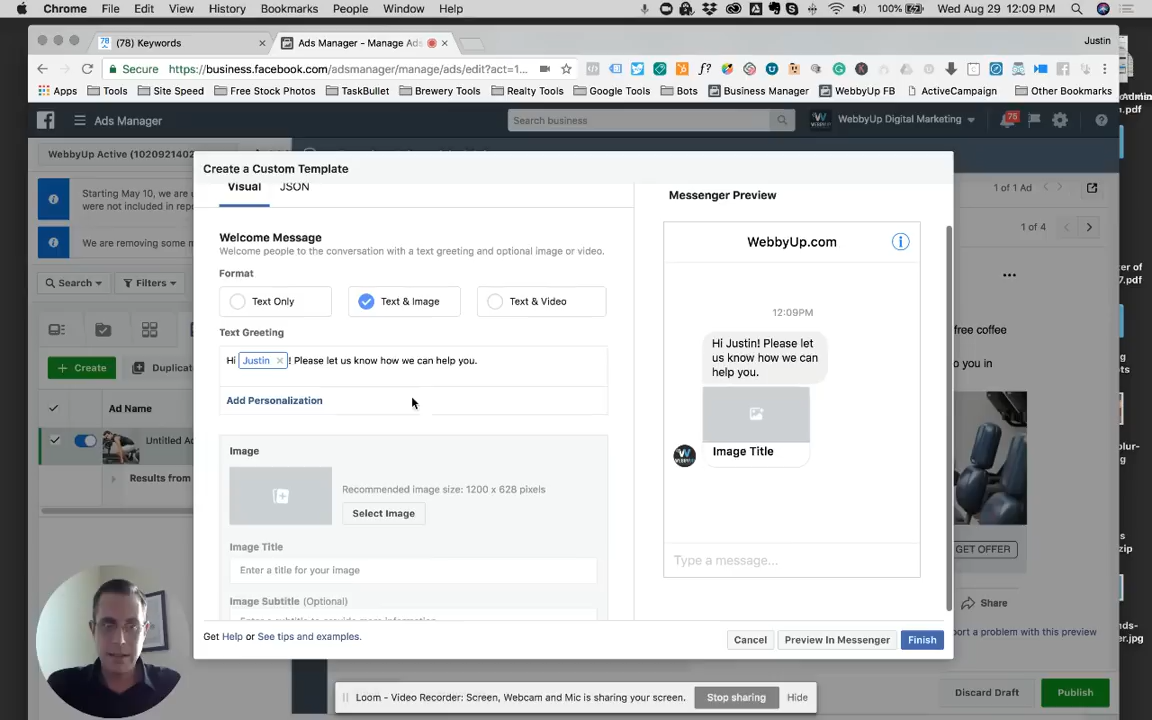 Chrome File Edit View History Bookmarks People Window Help 100% Wed Aug 29 12:09 PM
(78) Keywords
Ads Manager - Manage Ads
Justin
Secure https://business.facebook.com/adsmanager/manage/ads/edit?act=1...
Apps Tools Site Speed Free Stock Photos TaskBullet Brewery Tools Realty Tools Google Tools Bots Business Manager WebbyUp FB ActiveCampaign Other Bookmarks
Ads Manager
Search business
WebbyUp Digital Marketing
75
WebbyUp Active (1020921402
Starting May 10, we are
were not included in rep
We are removing some
Search
Filters
Create
Duplicat
Ad Name
Untitled Ad
Results from
Create a Custom Template
Visual
JSON
Welcome Message
Welcome people to the conversation with a text greeting and optional image or video.
Format
Text Only
Text & Image
Text & Video
Text Greeting
Hi Justin ! Please let us know how we can help you.
Add Personalization
Image
Recommended image size: 1200 x 628 pixels
Select Image
Image Title
Enter a title for your image
Image Subtitle (Optional)
Get Help or See tips and examples.
Messenger Preview
WebbyUp.com
12:09PM
Hi Justin! Please let
us know how we can
help you.
Image Title
Type a message...
Cancel
Preview In Messenger
Finish
1 of 1 Ad
1 of 4
free coffee
you in
GET OFFER
Share
port a problem with this preview
Discard Draft
Publish
Loom - Video Recorder: Screen, Webcam and Mic is sharing your screen.
Stop sharing
Hide